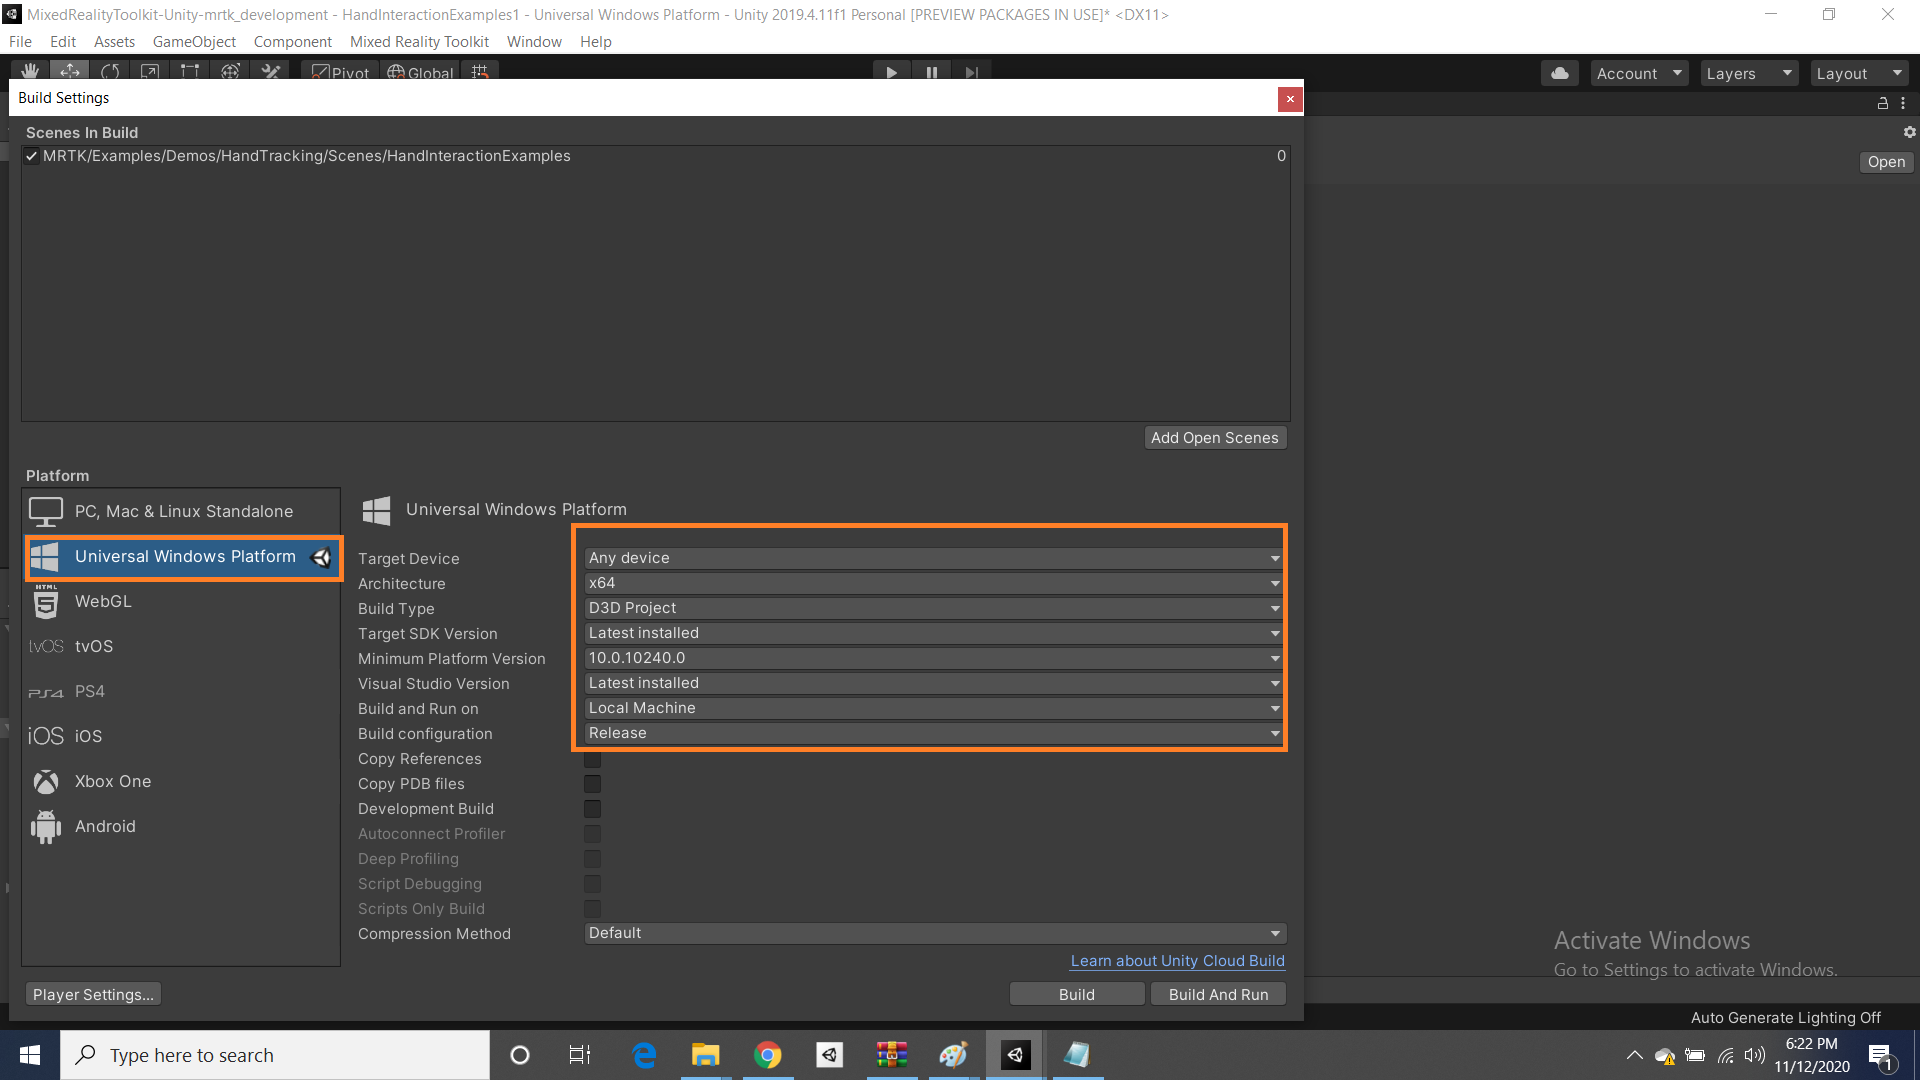 MixedRealityToolkit-Unity-mrtk_development - HandInteractionExamples1 - Universal Windows Platform - Unity 2019.4.11f1 Personal [PREVIEW PACKAGES IN USE]* <DX11>
File Edit Assets GameObject Component Mixed Reality Toolkit Window Help
Pivot Global Account Layers Layout
Build Settings
Scenes In Build
MRTK/Examples/Demos/HandTracking/Scenes/HandInteractionExamples 0
Open
Add Open Scenes
Platform
PC, Mac & Linux Standalone
Universal Windows Platform
HTML
5 WebGL
tvOS tvOS
PS4 PS4
iOS iOS
Xbox One
Android
Universal Windows Platform
Target Device Any device
Architecture x64
Build Type D3D Project
Target SDK Version Latest installed
Minimum Platform Version 10.0.10240.0
Visual Studio Version Latest installed
Build and Run on Local Machine
Build configuration Release
Copy References
Copy PDB files
Development Build
Autoconnect Profiler
Deep Profiling
Script Debugging
Scripts Only Build
Compression Method Default
Learn about Unity Cloud Build
Player Settings... Build Build And Run
Activate Windows
Go to Settings to activate Windows.
Auto Generate Lighting Off
Type here to search
6:22 PM
11/12/2020
1